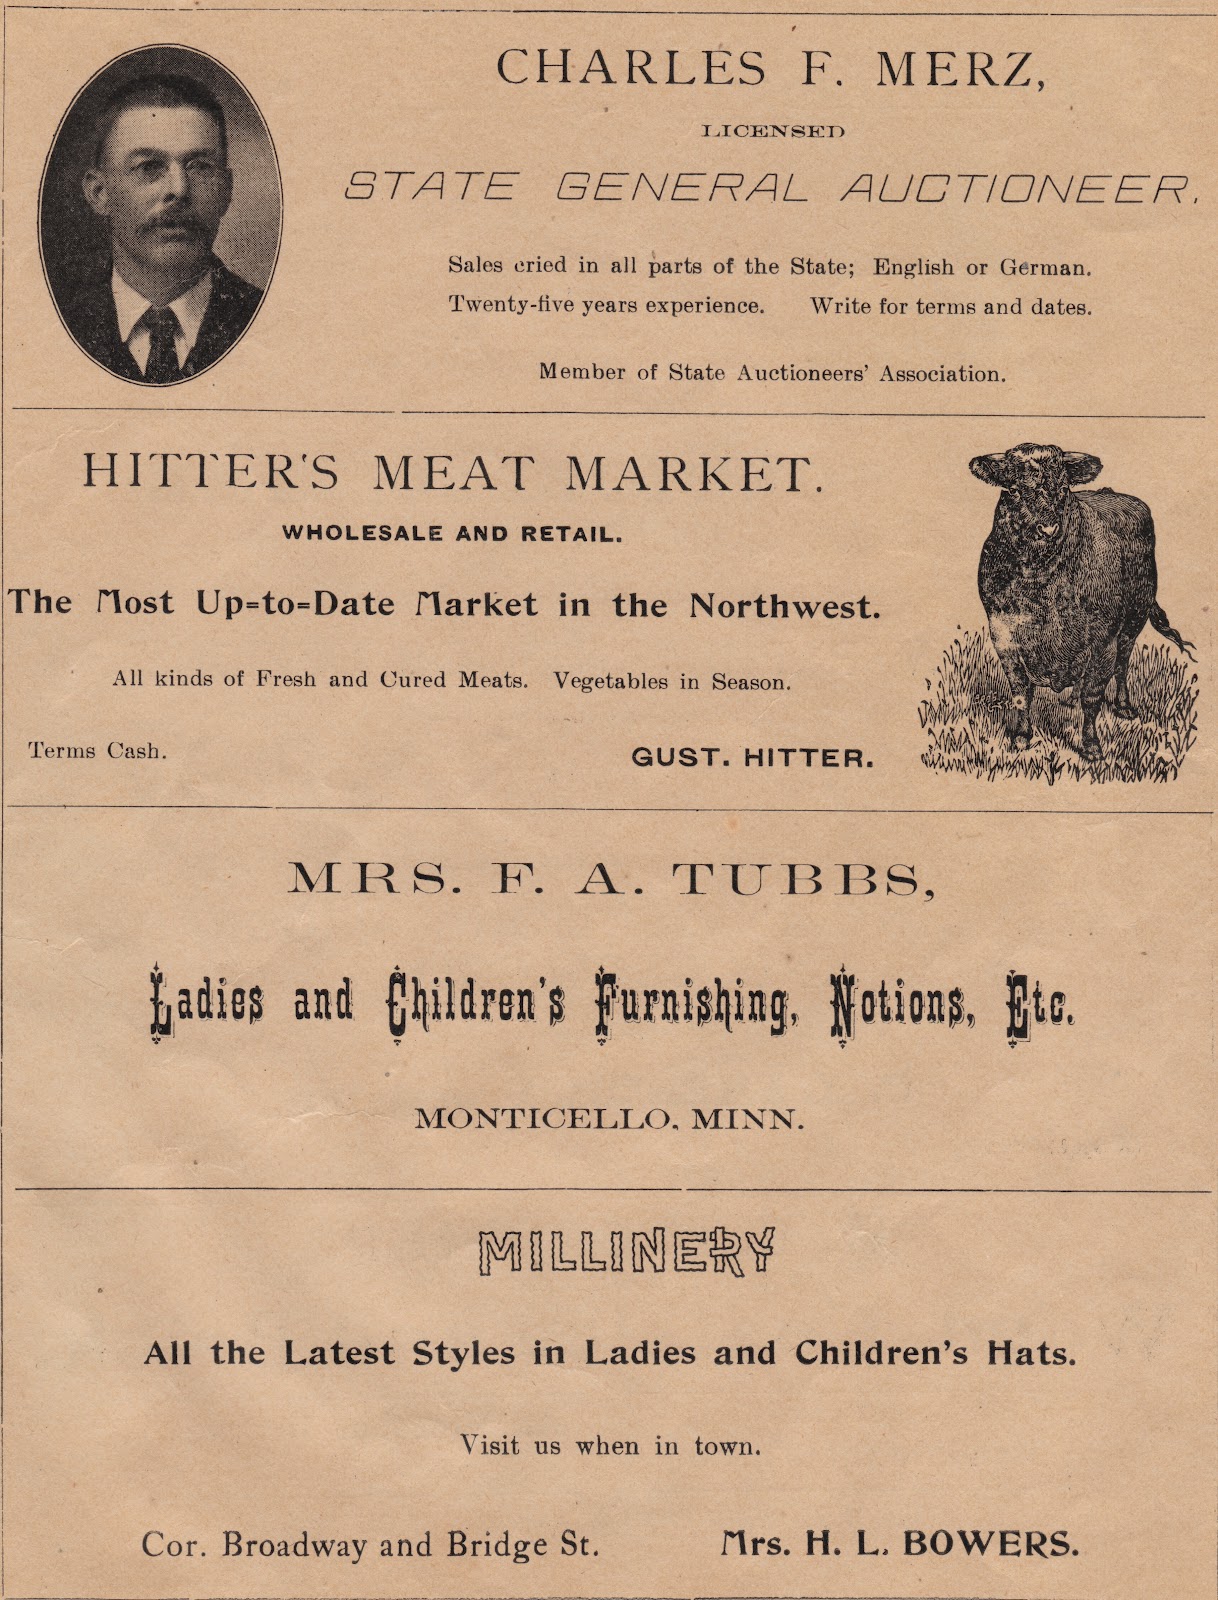 CHARLES F. MERZ,
LICENSED
STATE GENERAL AUCTIONEER.
Sales cried in all parts of the State; English or German.
Twenty-five years experience. Write for terms and dates.
Member of State Auctioneers' Association.
HITTER'S MEAT MARKET.
WHOLESALE AND RETAIL.
The Most Up=to=Date Market in the Northwest.
All kinds of Fresh and Cured Meats. Vegetables in Season.
Terms Cash. GUST. HITTER.
MRS. F. A. TUBBS,
Ladies and Children's Furnishing, Notions, Etc.
MONTICELLO, MINN.
MILLINERY
All the Latest Styles in Ladies and Children's Hats.
Visit us when in town.
Cor. Broadway and Bridge St. Mrs. H. L. BOWERS.